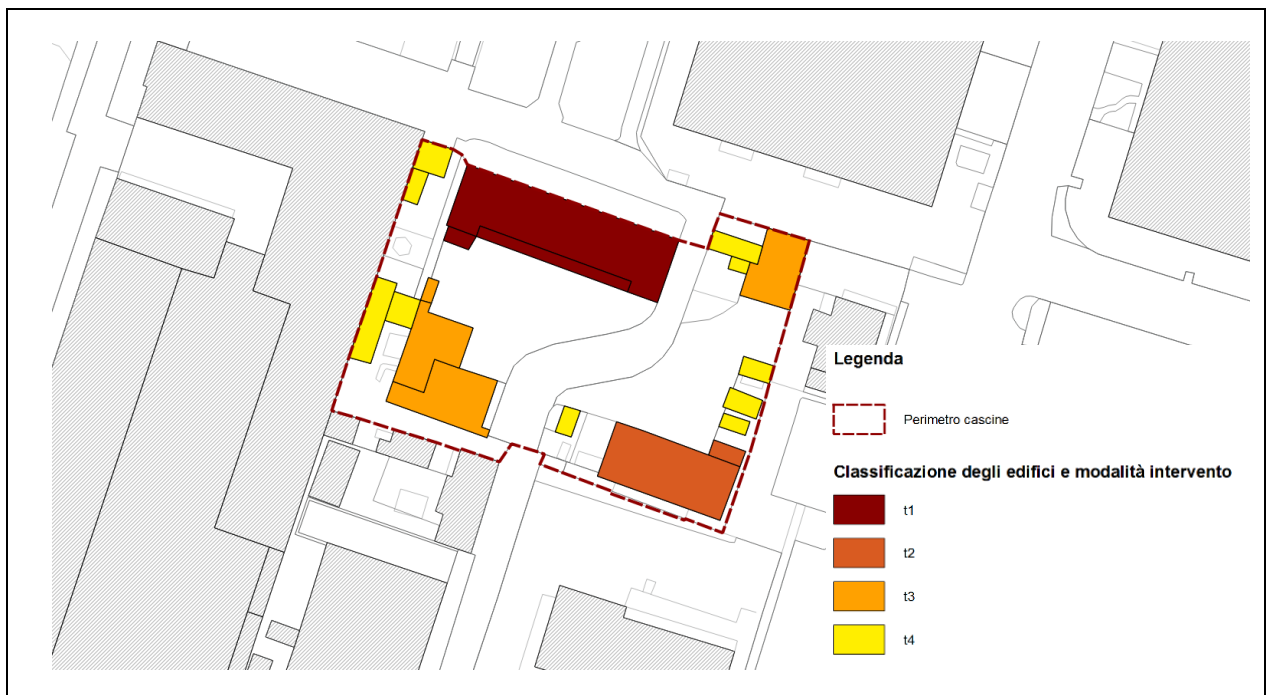 Legenda
Perimetro cascine
Classificazione degli edifici e modalità intervento
t1
t2
t3
t4